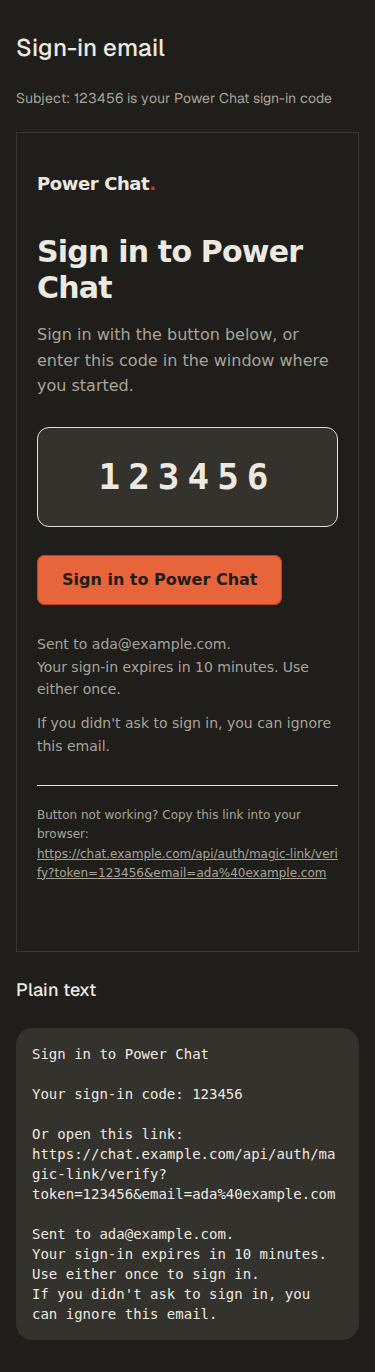 Sign-in email
Subject: 123456 is your Power Chat sign-in code
Power Chat.
Sign in to Power
Chat
Sign in with the button below, or
enter this code in the window where
you started.
123456
Sign in to Power Chat
Sent to ada@example.com.
Your sign-in expires in 10 minutes. Use
either once.
If you didn't ask to sign in, you can ignore
this email.
Button not working? Copy this link into your
browser:
https://chat.example.com/api/auth/magic-link/veri
fy?token=123456&email=ada%40example.com
Plain text
Sign in to Power Chat
Your sign-in code: 123456
Or open this link:
https://chat.example.com/api/auth/ma
gic-link/verify?
token=123456&email=ada%40example.com
Sent to ada@example.com.
Your sign-in expires in 10 minutes.
Use either once to sign in.
If you didn't ask to sign in, you
can ignore this email.